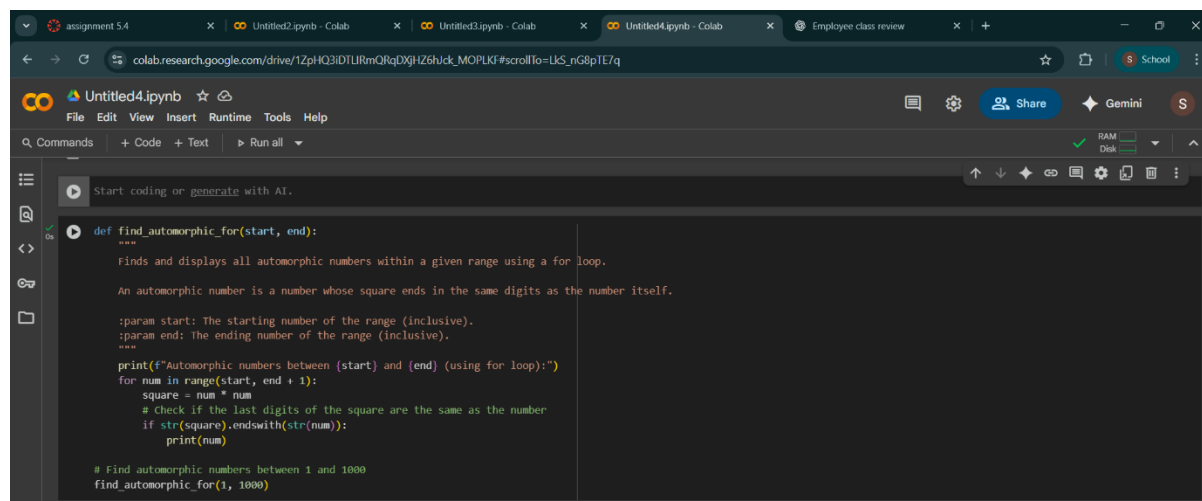 assignment 5.4
Untitled2.ipynb - Colab
Untitled3.ipynb - Colab
Untitled4.ipynb - Colab
Employee class review
colab.research.google.com/drive/1ZpHQ3iDTLIRmQRqDXjHZ6hJck_MOPLKF#scrollTo=LkS_nG8pTE7q
S School
Untitled4.ipynb
File Edit View Insert Runtime Tools Help
Share
Gemini
S
Commands + Code + Text Run all
RAM
Disk
Start coding or generate with AI.
0s
def find_automorphic_for(start, end):
"""
Finds and displays all automorphic numbers within a given range using a for loop.
An automorphic number is a number whose square ends in the same digits as the number itself.
:param start: The starting number of the range (inclusive).
:param end: The ending number of the range (inclusive).
"""
print(f"Automorphic numbers between {start} and {end} (using for loop):")
for num in range(start, end + 1):
square = num * num
# Check if the last digits of the square are the same as the number
if str(square).endswith(str(num)):
print(num)
# Find automorphic numbers between 1 and 1000
find_automorphic_for(1, 1000)